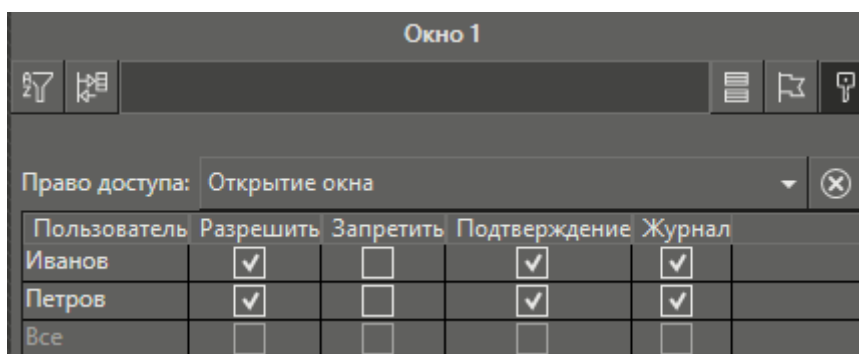 Окно 1
Право доступа: Открытие окна
Пользователь Разрешить Запретить Подтверждение Журнал
Иванов
Петров
Все